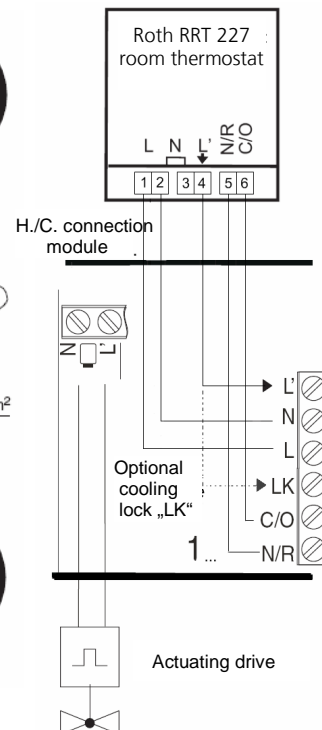 Roth RRT 227
room thermostat
L N L' N/R C/O
1 2 3 4 5 6
H./C. connection
module
N L'
m²
L'
N
L
Optional
cooling
lock „LK“
LK
C/O
1... N/R
Actuating drive